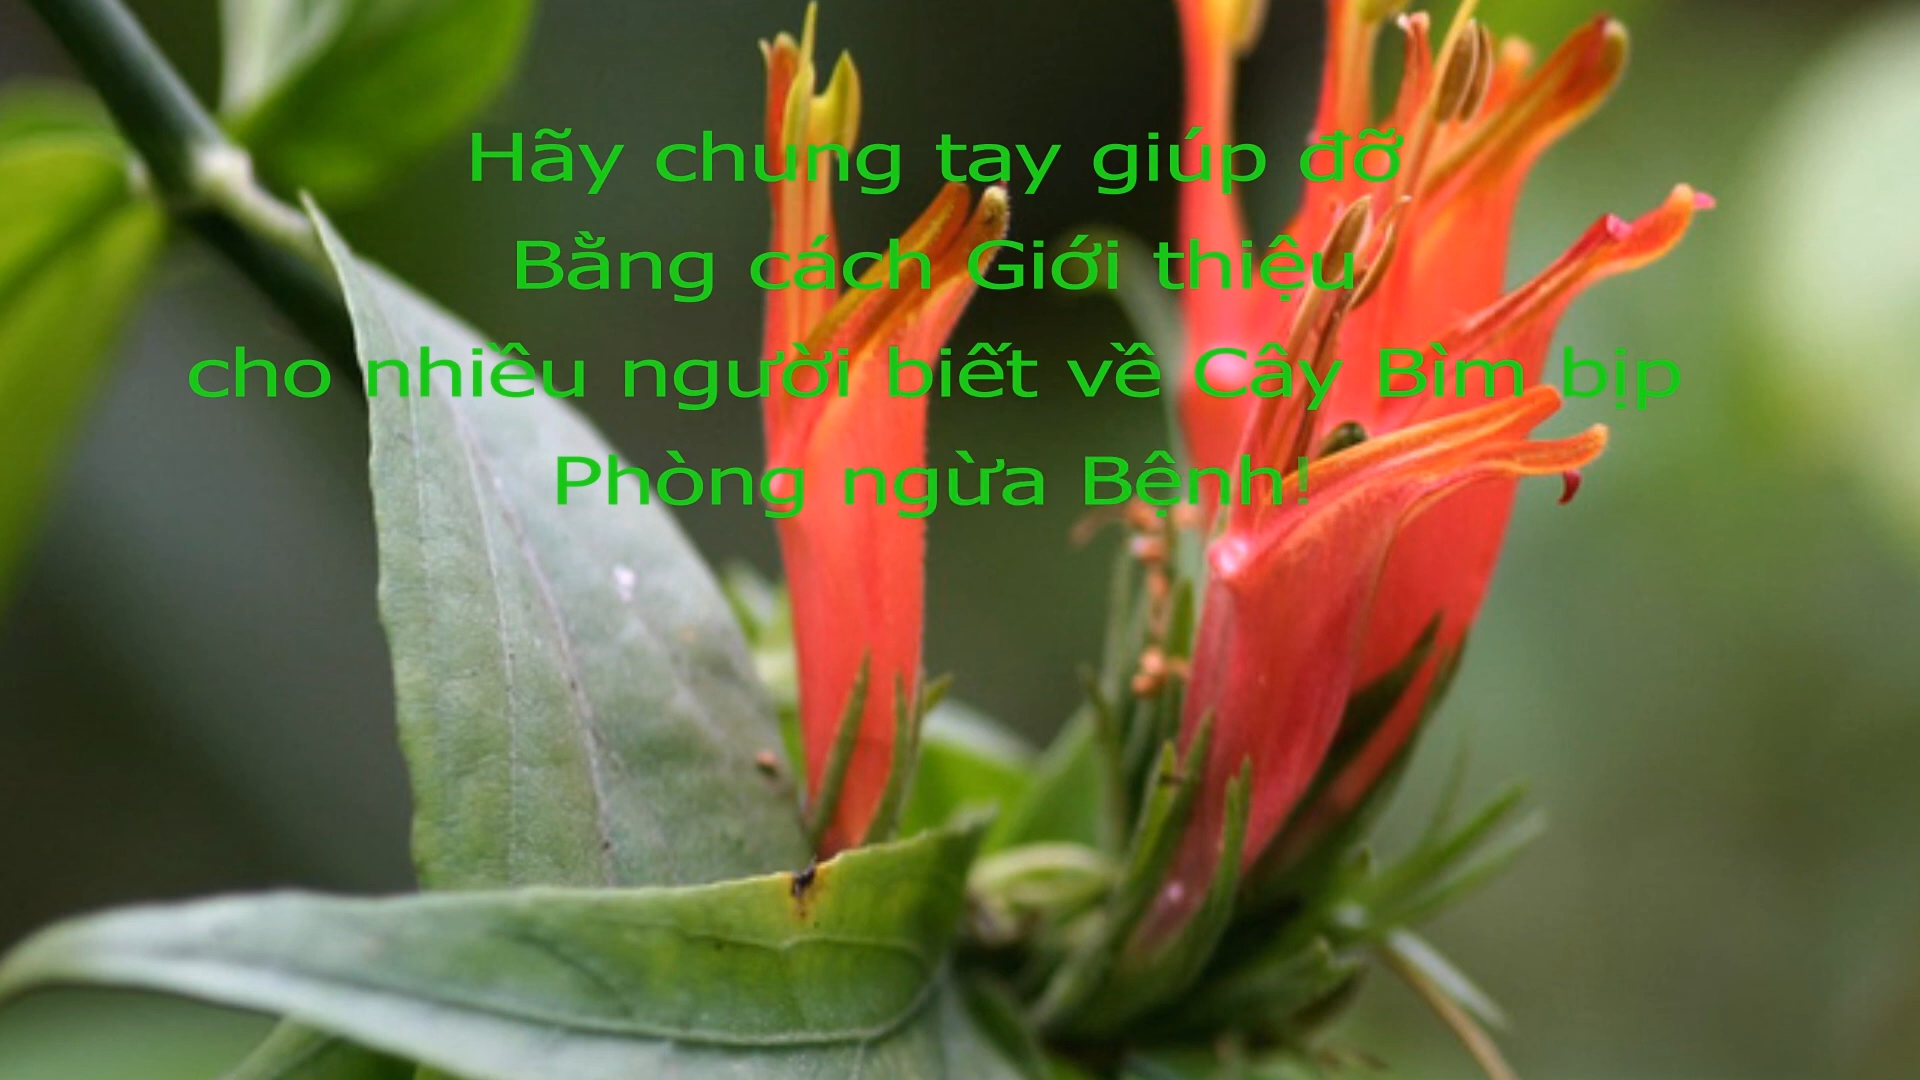 Hãy chung tay giúp đỡ
Bằng cách Giới thiệu
cho nhiều người biết về Cây Bìm bịp
Phòng ngừa Bệnh!